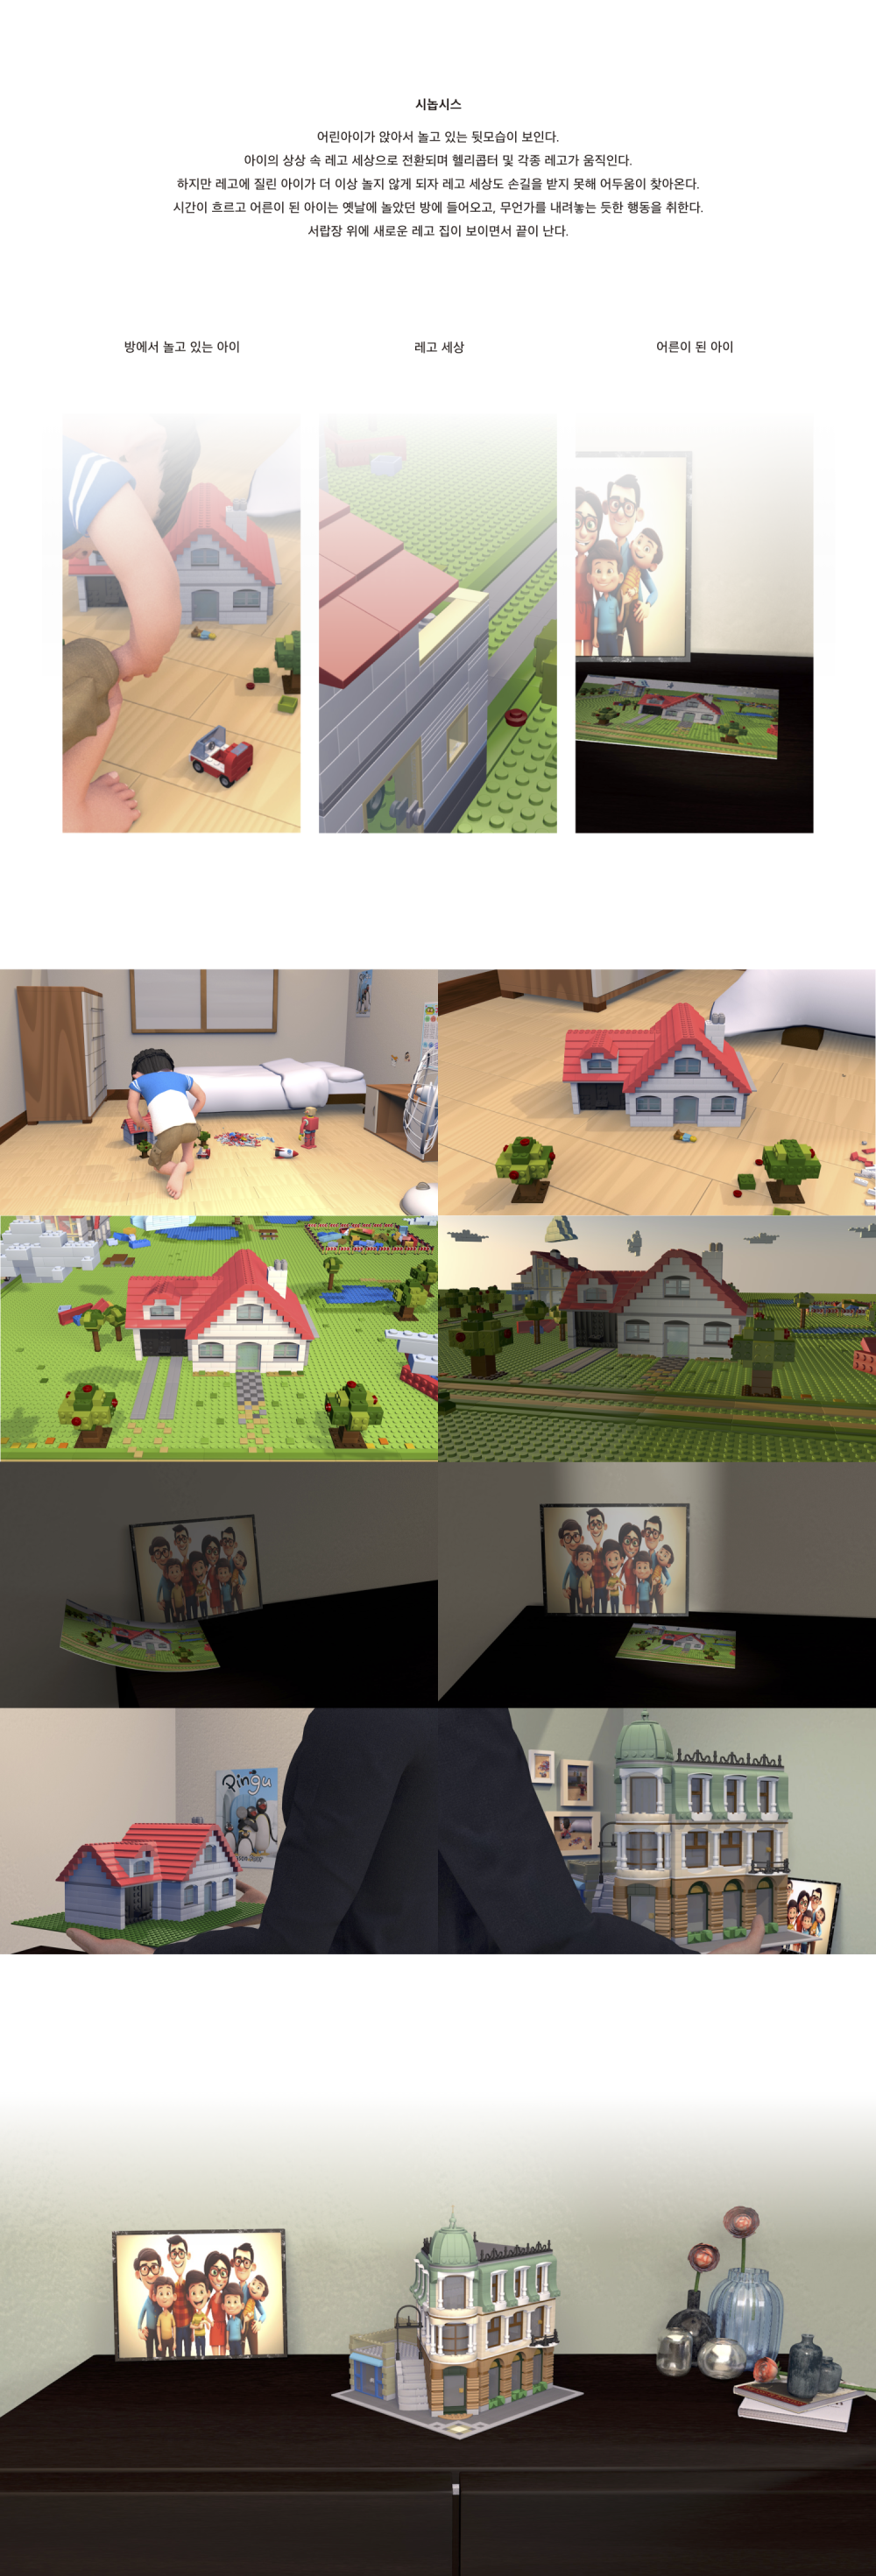 시놉시스
어린아이가 앉아서 놀고 있는 뒷모습이 보인다.
아이의 상상 속 레고 세상으로 전환되며 헬리콥터 및 각종 레고가 움직인다.
하지만 레고에 질린 아이가 더 이상 놀지 않게 되자 레고 세상도 손길을 받지 못해 어두움이 찾아온다.
시간이 흐르고 어른이 된 아이는 옛날에 놀았던 방에 들어오고, 무언가를 내려놓는 듯한 행동을 취한다.
서랍장 위에 새로운 레고 집이 보이면서 끝이 난다.
방에서 놀고 있는 아이
레고 세상
어른이 된 아이
Pingu